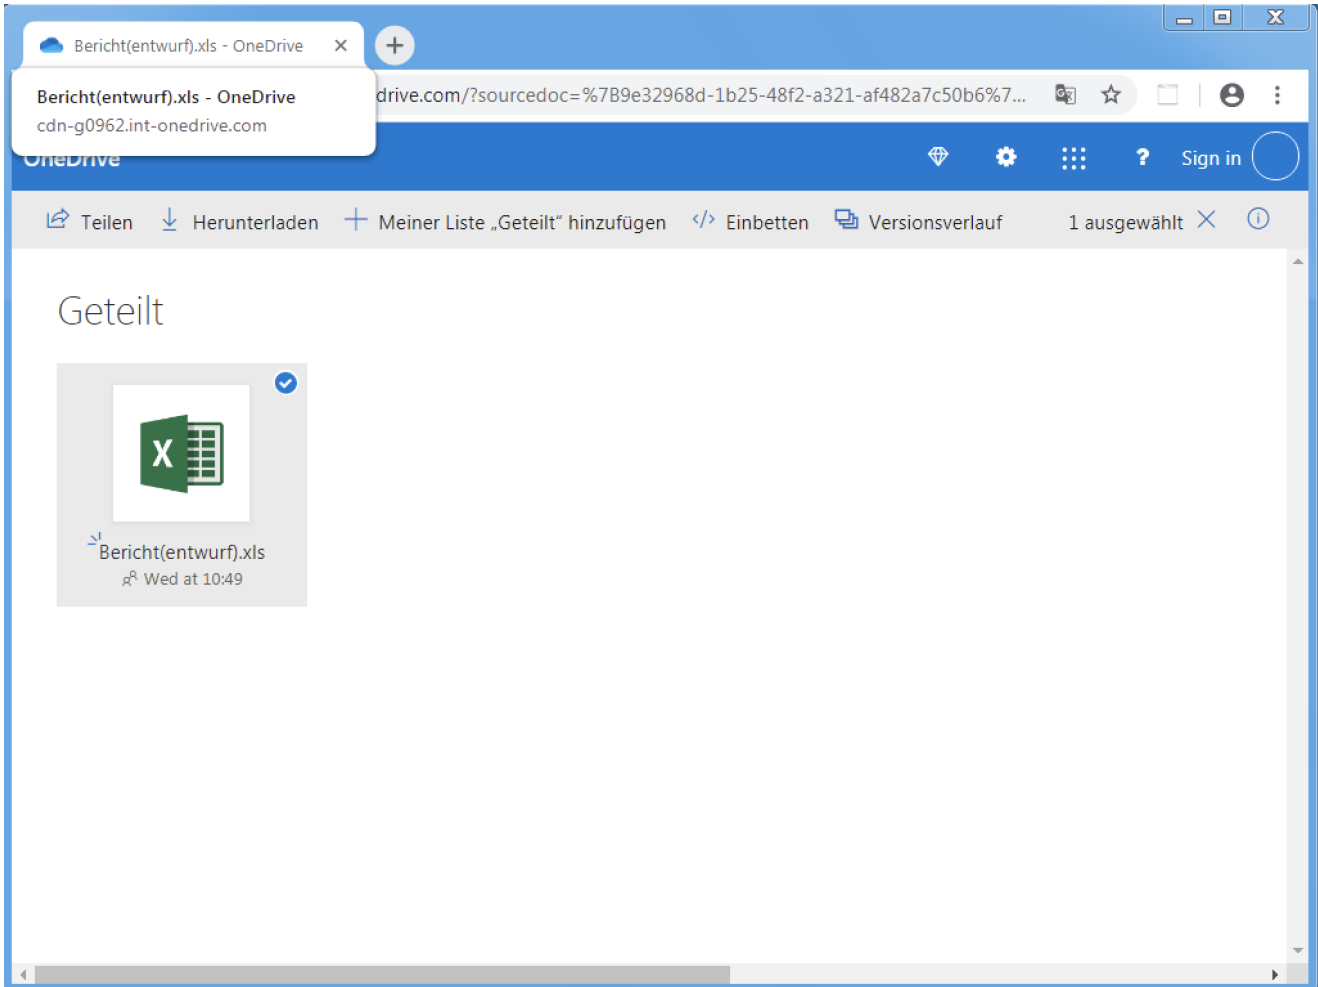 Bericht(entwurf).xls - OneDrive
Bericht(entwurf).xls - OneDrive
cdn-g0962.int-onedrive.com
drive.com/?sourcedoc=%7B9e32968d-1b25-48f2-a321-af482a7c50b6%7...
OneDrive
? Sign in
Teilen Herunterladen Meiner Liste „Geteilt“ hinzufügen Einbetten Versionsverlauf 1 ausgewählt
Geteilt
Bericht(entwurf).xls
Wed at 10:49